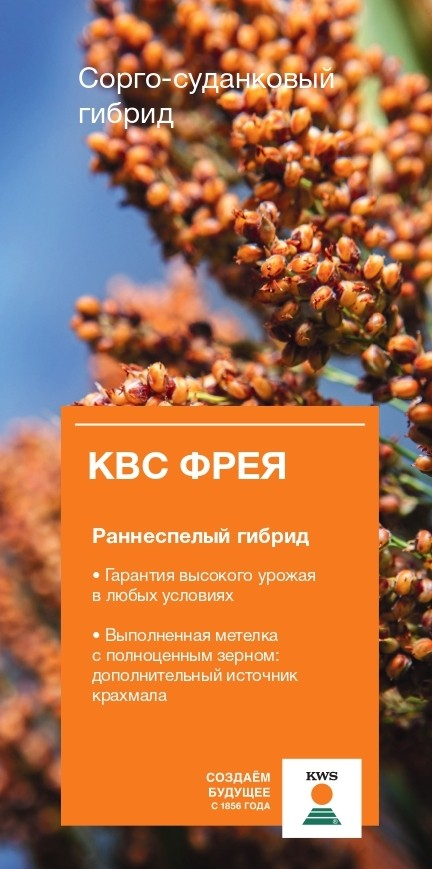 Сорго-суданковый
гибрид
КВС ФРЕЯ
Раннеспелый гибрид
• Гарантия высокого урожая
в любых условиях
• Выполненная метелка
с полноценным зерном:
дополнительный источник
крахмала
СОЗДАЁМ
БУДУЩЕЕ
С 1856 ГОДА
KWS